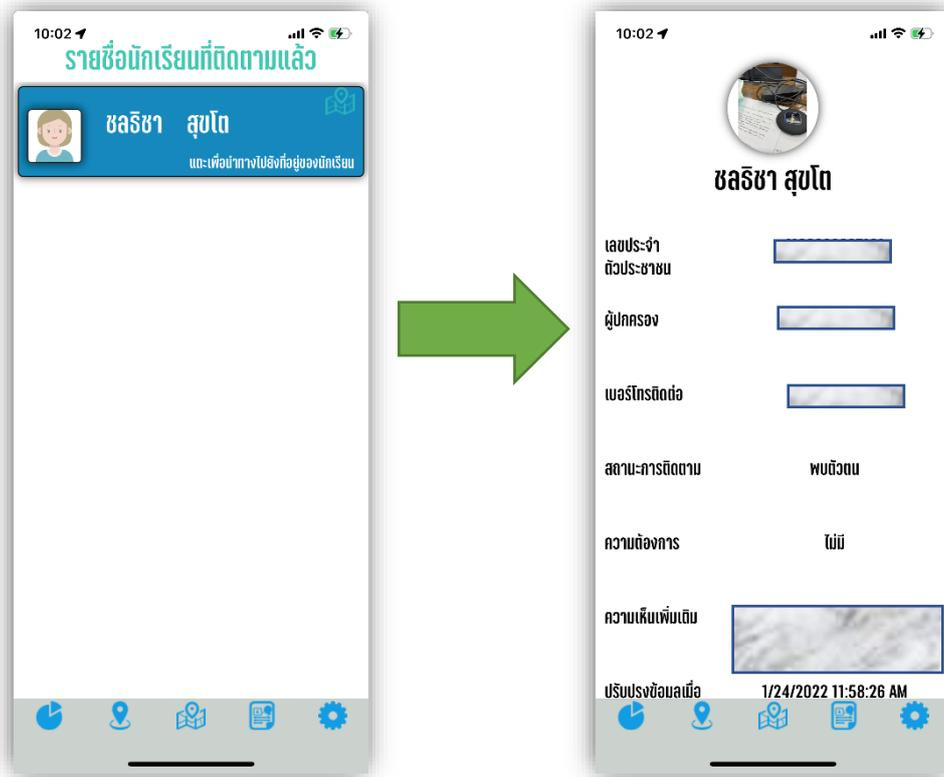 10:02
รายชื่อนักเรียนที่ติดตามแล้ว
ชลธิชา สุขโต
แตะเพื่อนำทางไปยังที่อยู่ของนักเรียน
10:02
ชลธิชา สุขโต
เลขประจำ
ตัวประชาชน
ผู้ปกครอง
เบอร์โทรติดต่อ
สถานะการติดตาม พบตัวตน
ความต้องการ ไม่มี
ความเห็นเพิ่มเติม
ปรับปรุงข้อมูลเมื่อ 1/24/2022 11:58:26 AM